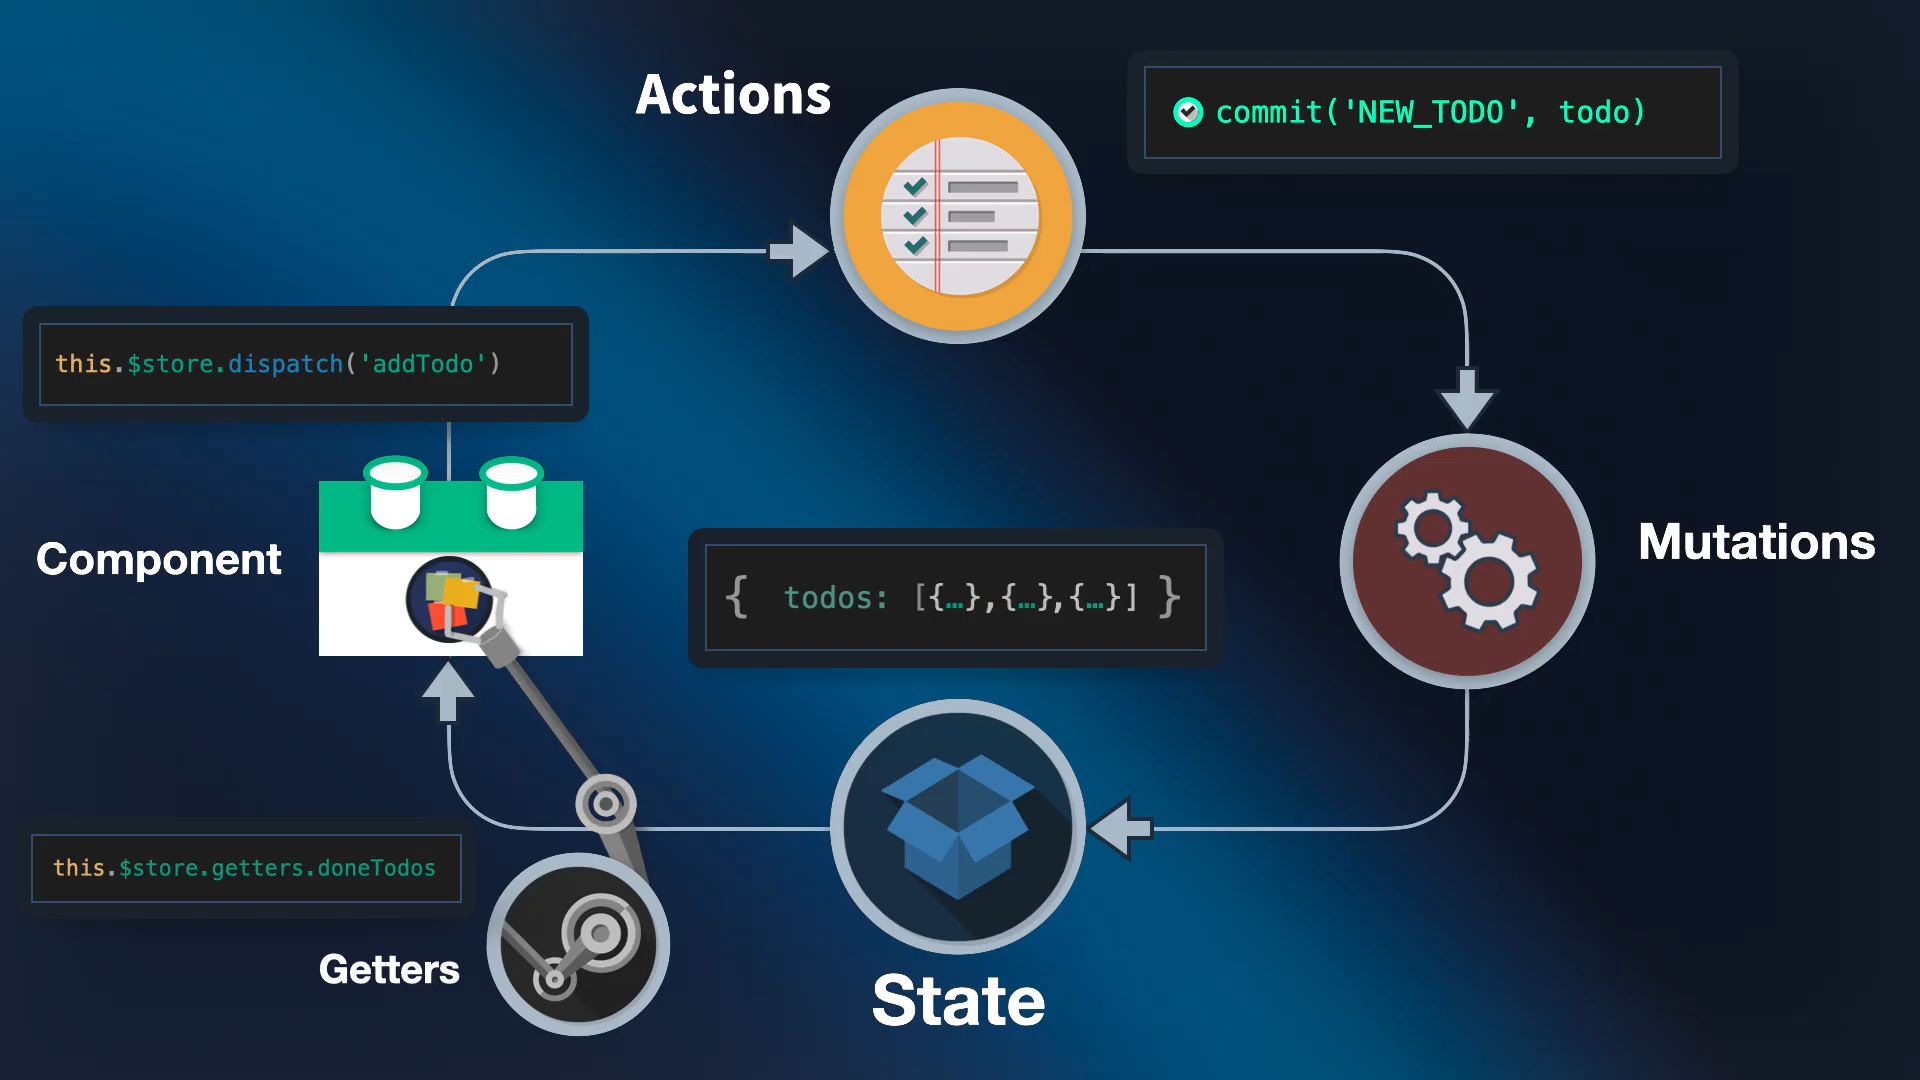 Actions
commit('NEW_TODO', todo)
this.$store.dispatch('addTodo')
Component
{ todos: [{…},{…},{…}] }
Mutations
this.$store.getters.doneTodos
Getters
State